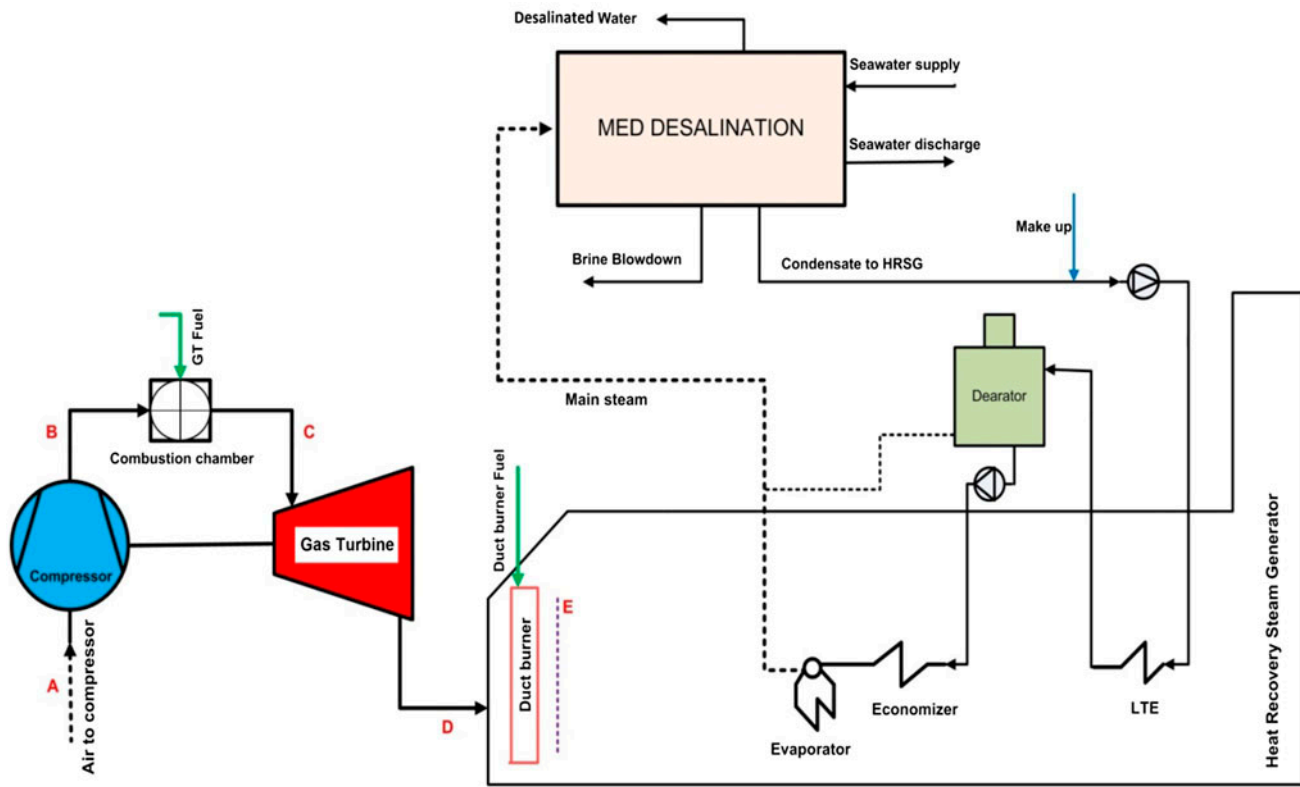 Desalinated Water
Seawater supply
MED DESALINATION
Seawater discharge
Make up
Brine Blowdown
Condensate to HRSG
GT Fuel
Main steam
Dearator
B
C
Combustion chamber
Duct burner Fuel
Gas Turbine
Compressor
E
Duct burner
A
Air to compressor
D
Economizer
LTE
Evaporator
Heat Recovery Steam Generator